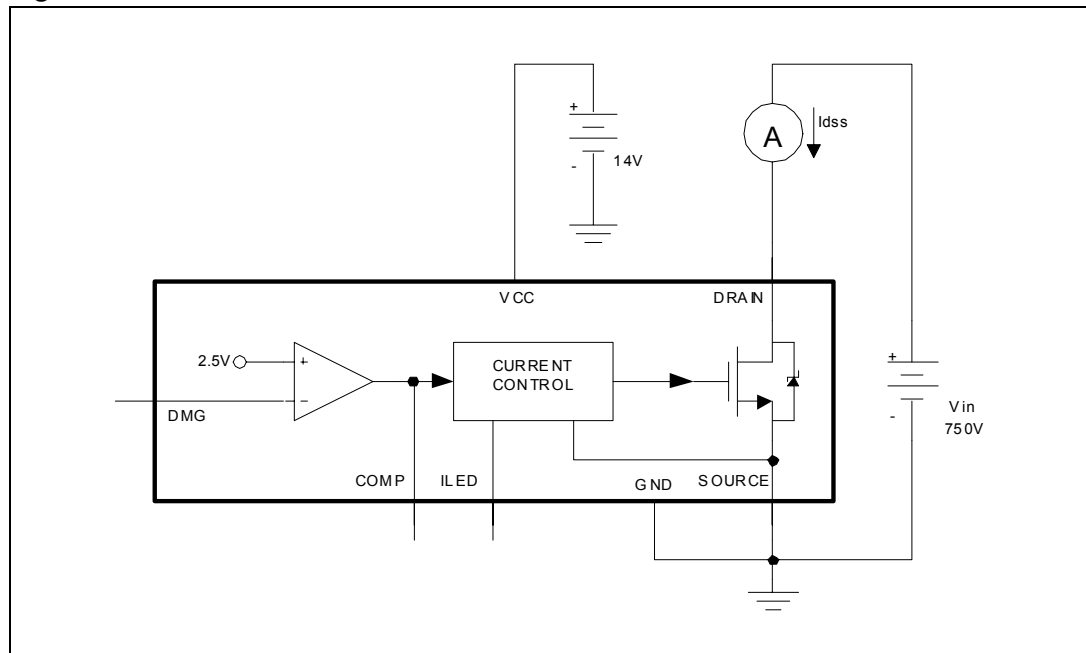 +
-
14V
A
Idss
VCC
DRAIN
2.5V
+
-
DMG
CURRENT
CONTROL
COMP
ILED
GND
SOURCE
+
-
Vin
750V